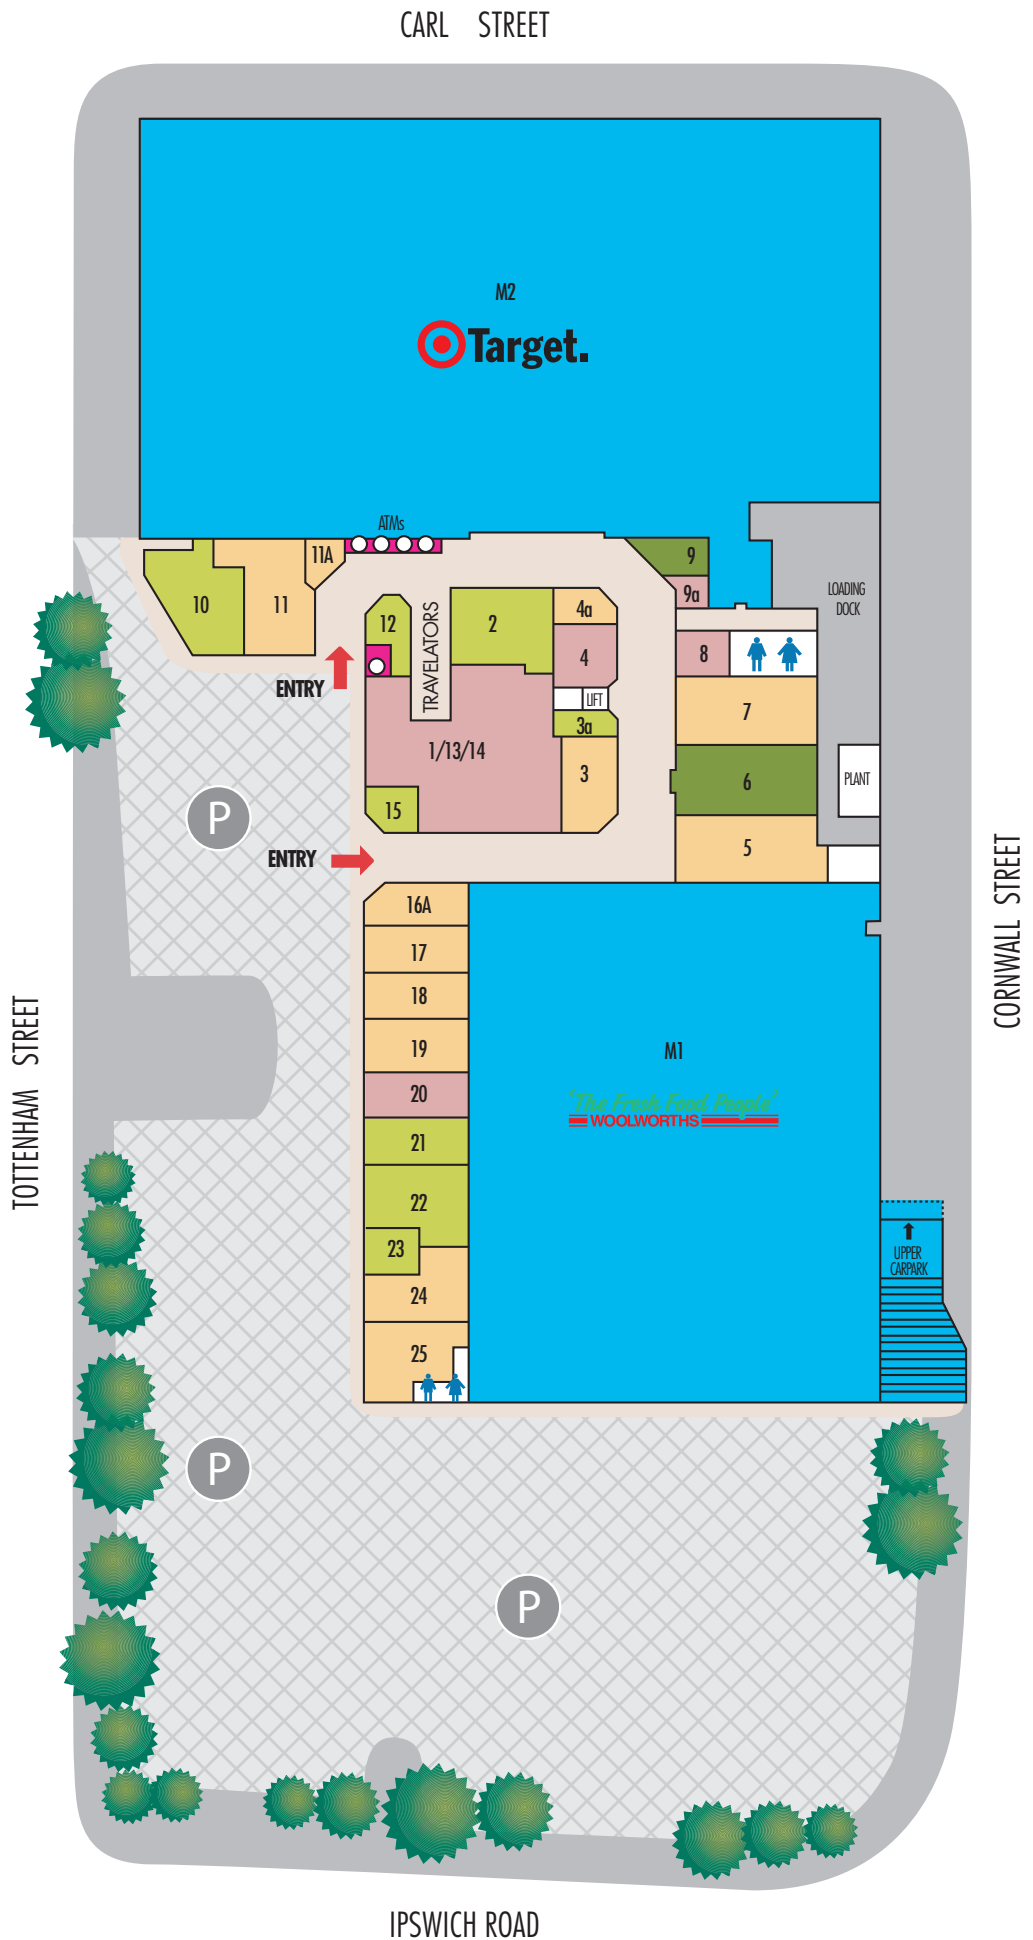 CARL STREET
M2
Target.
ATMs
11A
9
9a
LOADING
DOCK
10
11
12
TRAVELATORS
2
4a
4
8
ENTRY
LIFT
3a
7
1/13/14
3
6
PLANT
15
P
ENTRY
5
16A
17
18
19
20
21
22
23
24
25
M1
'The Fresh Food People'
WOOLWORTHS
CORNWALL STREET
TOTTENHAM STREET
UPPER
CARPARK
P
P
IPSWICH ROAD